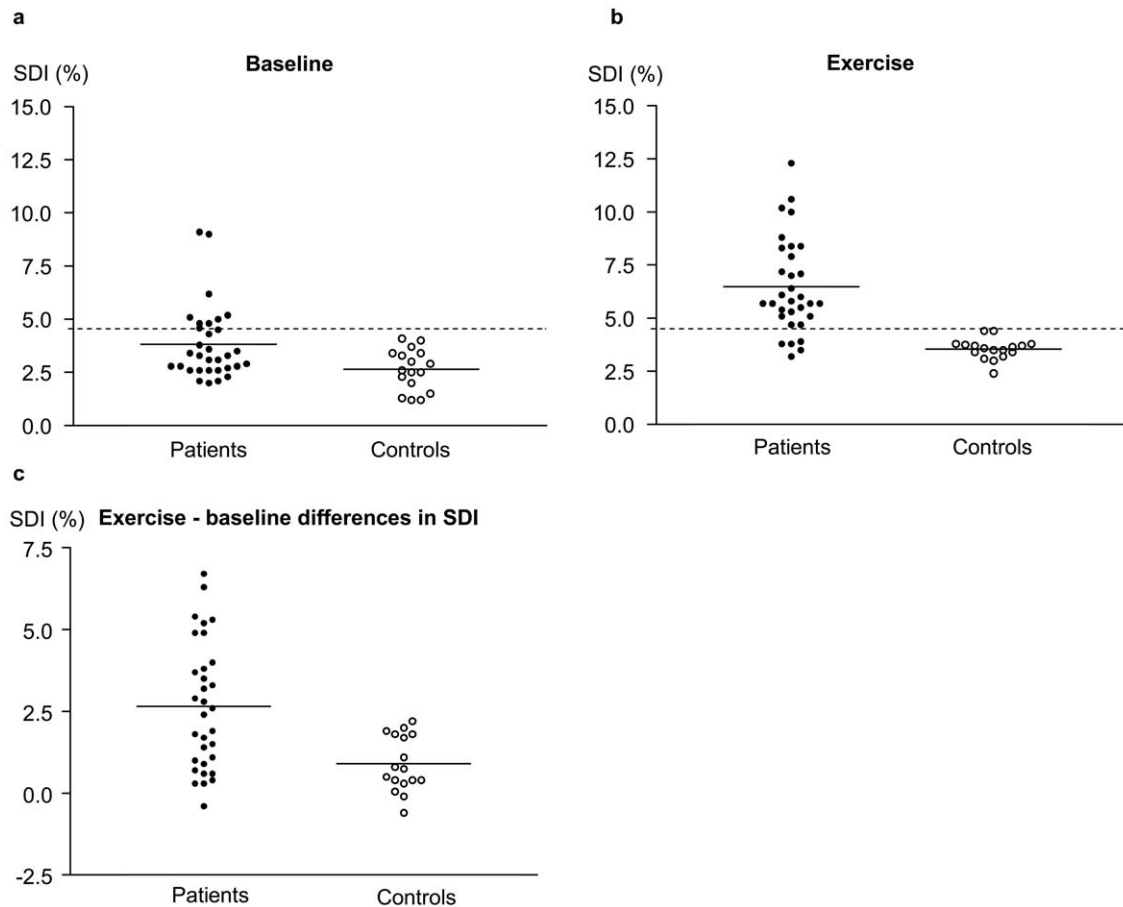 a
Baseline
SDI (%)
15.0
12.5
10.0
7.5
5.0
2.5
0.0
Patients Controls
b
Exercise
SDI (%)
15.0
12.5
10.0
7.5
5.0
2.5
0.0
Patients Controls
c
SDI (%) Exercise - baseline differences in SDI
7.5
5.0
2.5
0.0
-2.5
Patients Controls